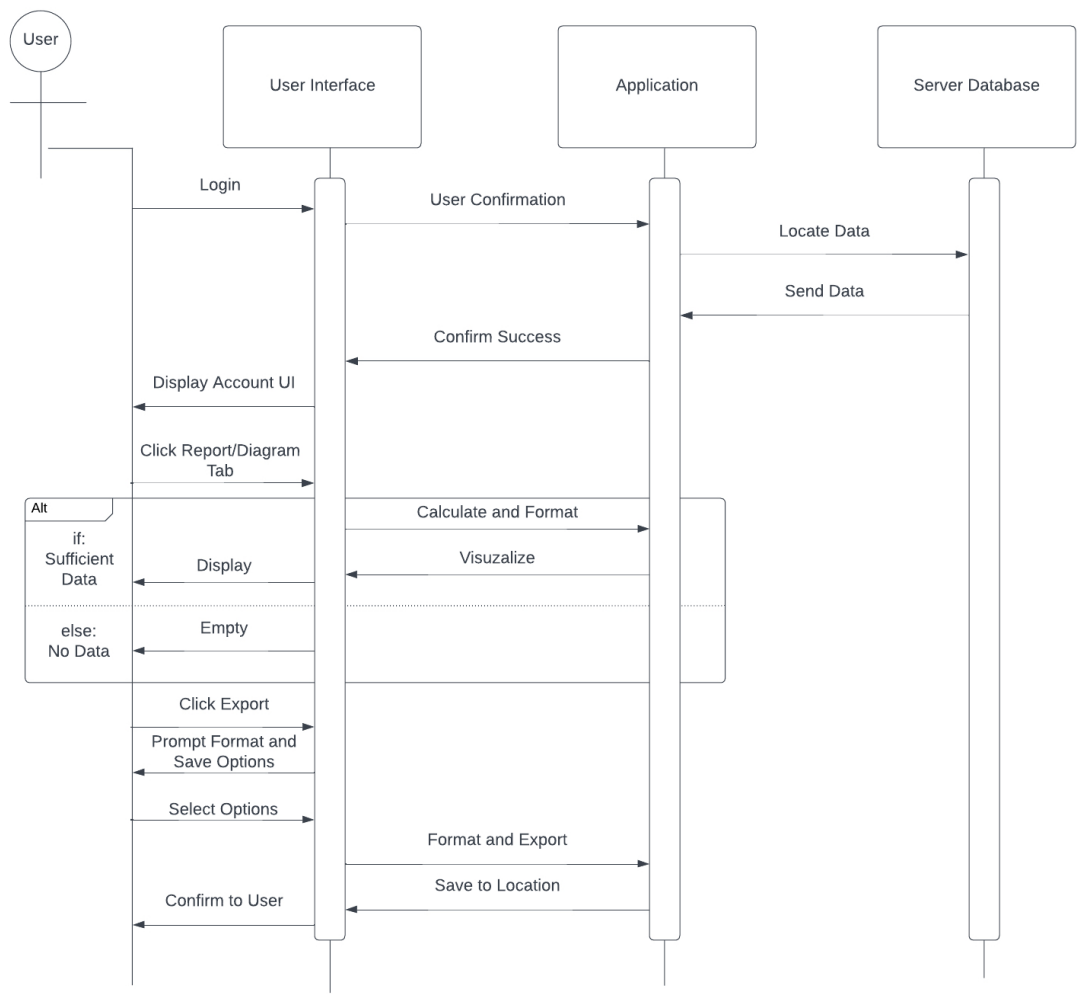 User
User Interface
Application
Server Database
Login
User Confirmation
Locate Data
Send Data
Confirm Success
Display Account UI
Click Report/Diagram
Tab
Alt
Calculate and Format
if:
Sufficient
Data
Visuzalize
Display
Empty
else:
No Data
Click Export
Prompt Format and
Save Options
Select Options
Format and Export
Save to Location
Confirm to User